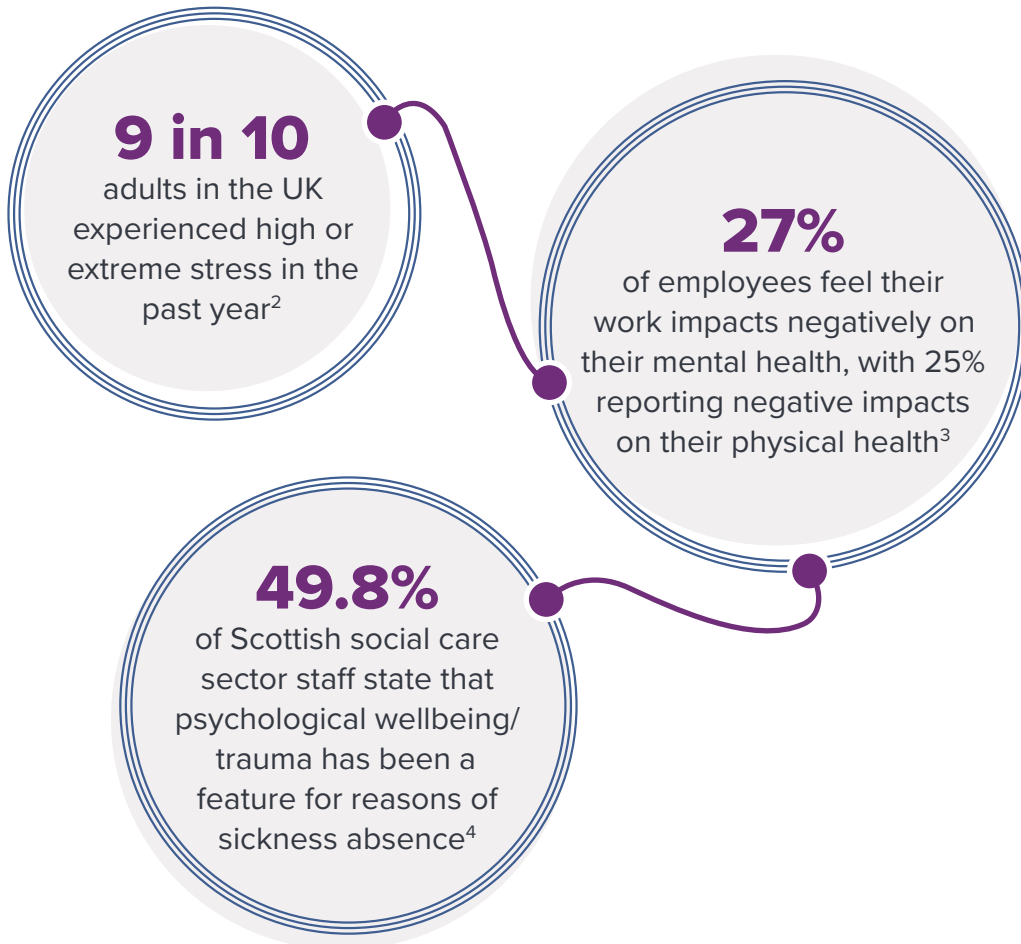 9 in 10
adults in the UK
experienced high or
extreme stress in the
past year²
27%
of employees feel their
work impacts negatively on
their mental health, with 25%
reporting negative impacts
on their physical health³
49.8%
of Scottish social care
sector staff state that
psychological wellbeing/
trauma has been a
feature for reasons of
sickness absence⁴